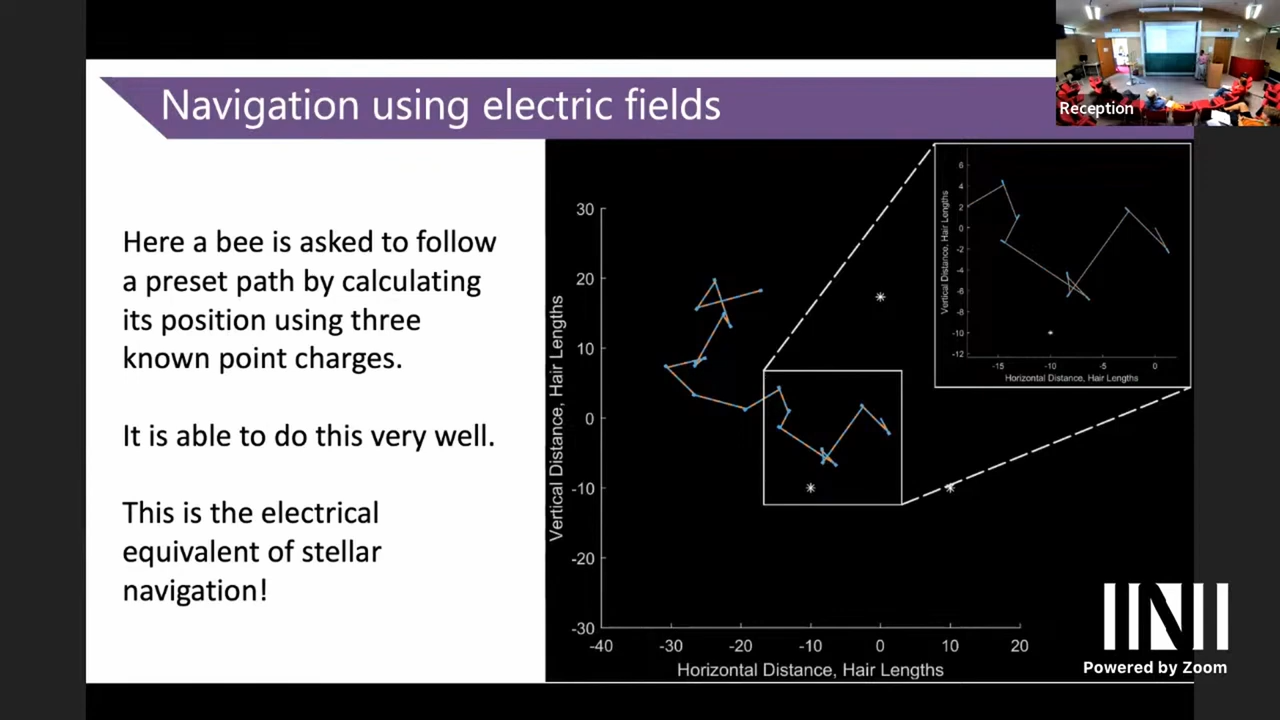 Navigation using electric fields
Reception
Here a bee is asked to follow
a preset path by calculating
its position using three
known point charges.
It is able to do this very well.
This is the electrical
equivalent of stellar
navigation!
30
20
10
0
-10
-20
-30
Vertical Distance, Hair Lengths
-40 -30 -20 -10 0 10 20
Horizontal Distance, Hair Lengths
6
4
2
0
-2
-4
-6
-8
-10
-12
Vertical Distance, Hair Lengths
-15 -10 -5 0
Horizontal Distance, Hair Lengths
INI
Powered by Zoom